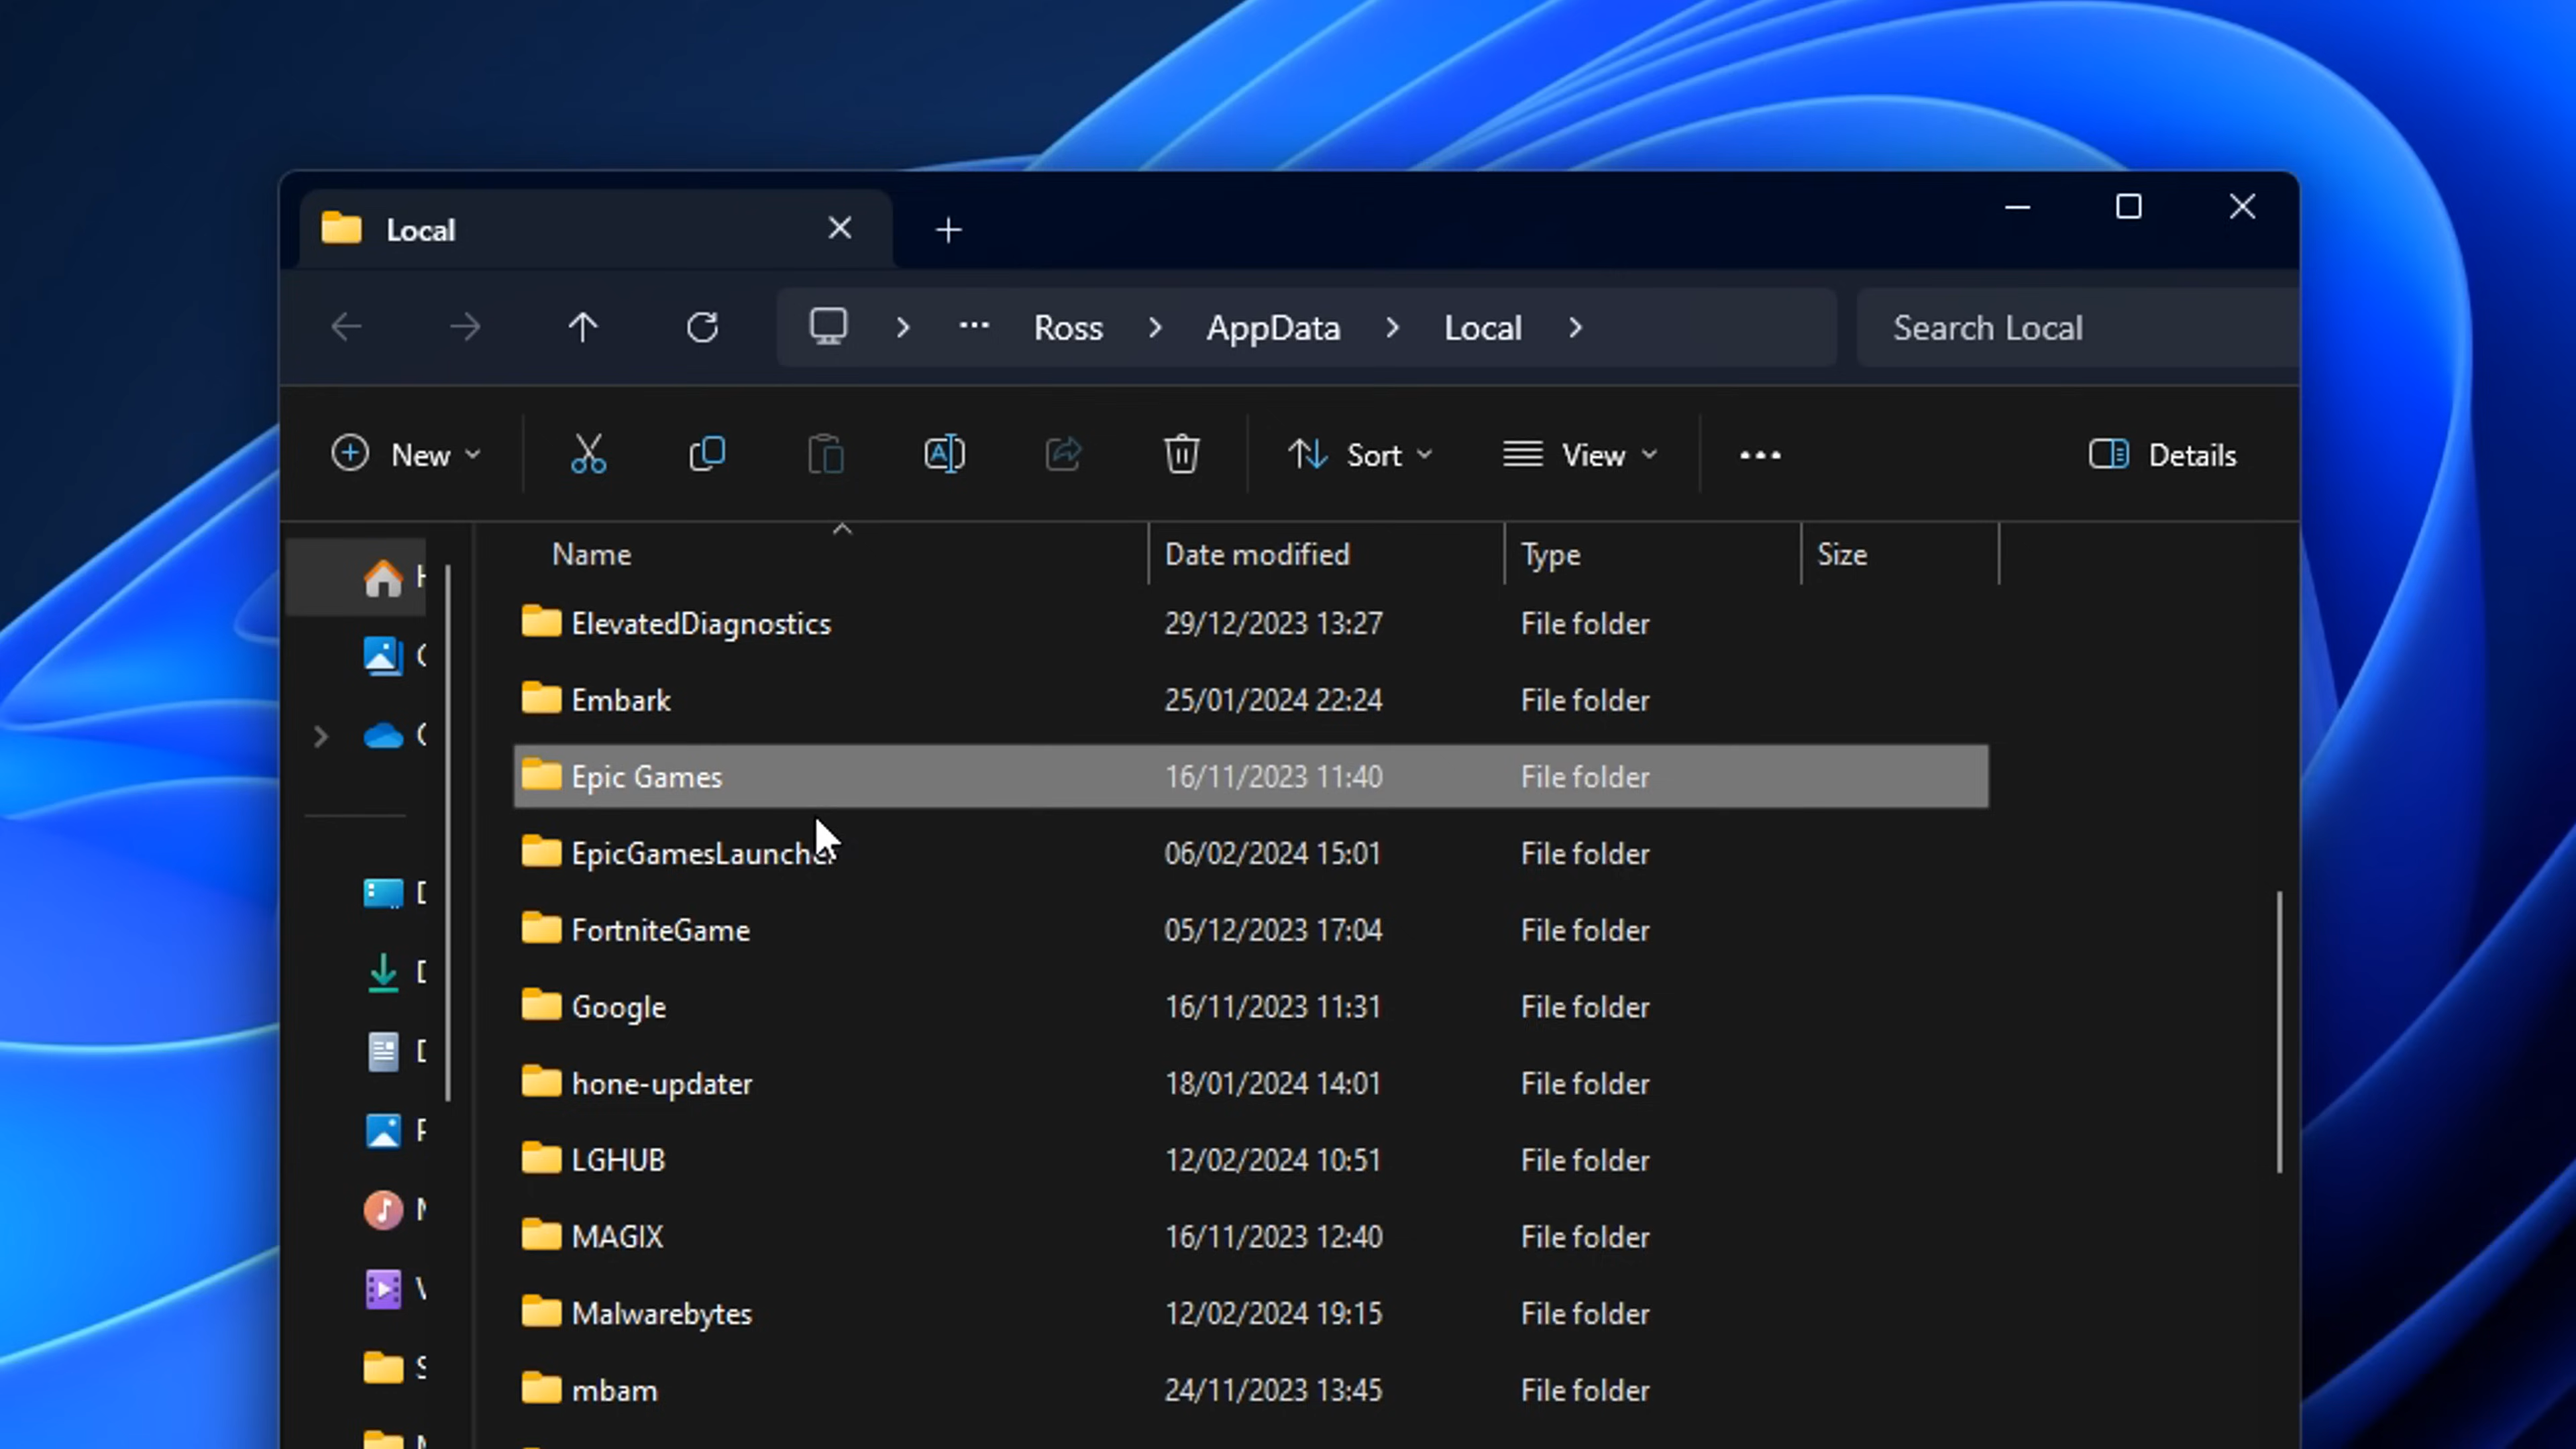 Local
Ross AppData Local Search Local
New Sort View Details
Name Date modified Type Size
ElevatedDiagnostics 29/12/2023 13:27 File folder
Embark 25/01/2024 22:24 File folder
Epic Games 16/11/2023 11:40 File folder
EpicGamesLauncher 06/02/2024 15:01 File folder
FortniteGame 05/12/2023 17:04 File folder
Google 16/11/2023 11:31 File folder
hone-updater 18/01/2024 14:01 File folder
LGHUB 12/02/2024 10:51 File folder
MAGIX 16/11/2023 12:40 File folder
Malwarebytes 12/02/2024 19:15 File folder
mbam 24/11/2023 13:45 File folder